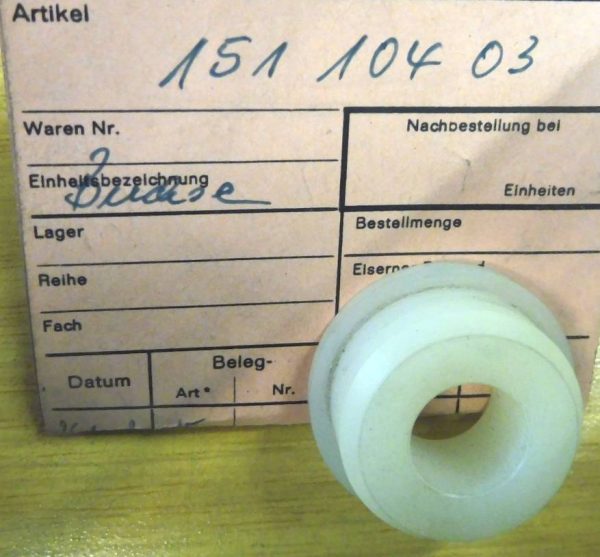 Artikel
151 104 03
Waren Nr.
Nachbestellung bei
Einheitsbezeichnung
Buchse
Einheiten
Lager
Bestellmenge
Reihe
Fach
Beleg-
Datum
Art*
Nr.